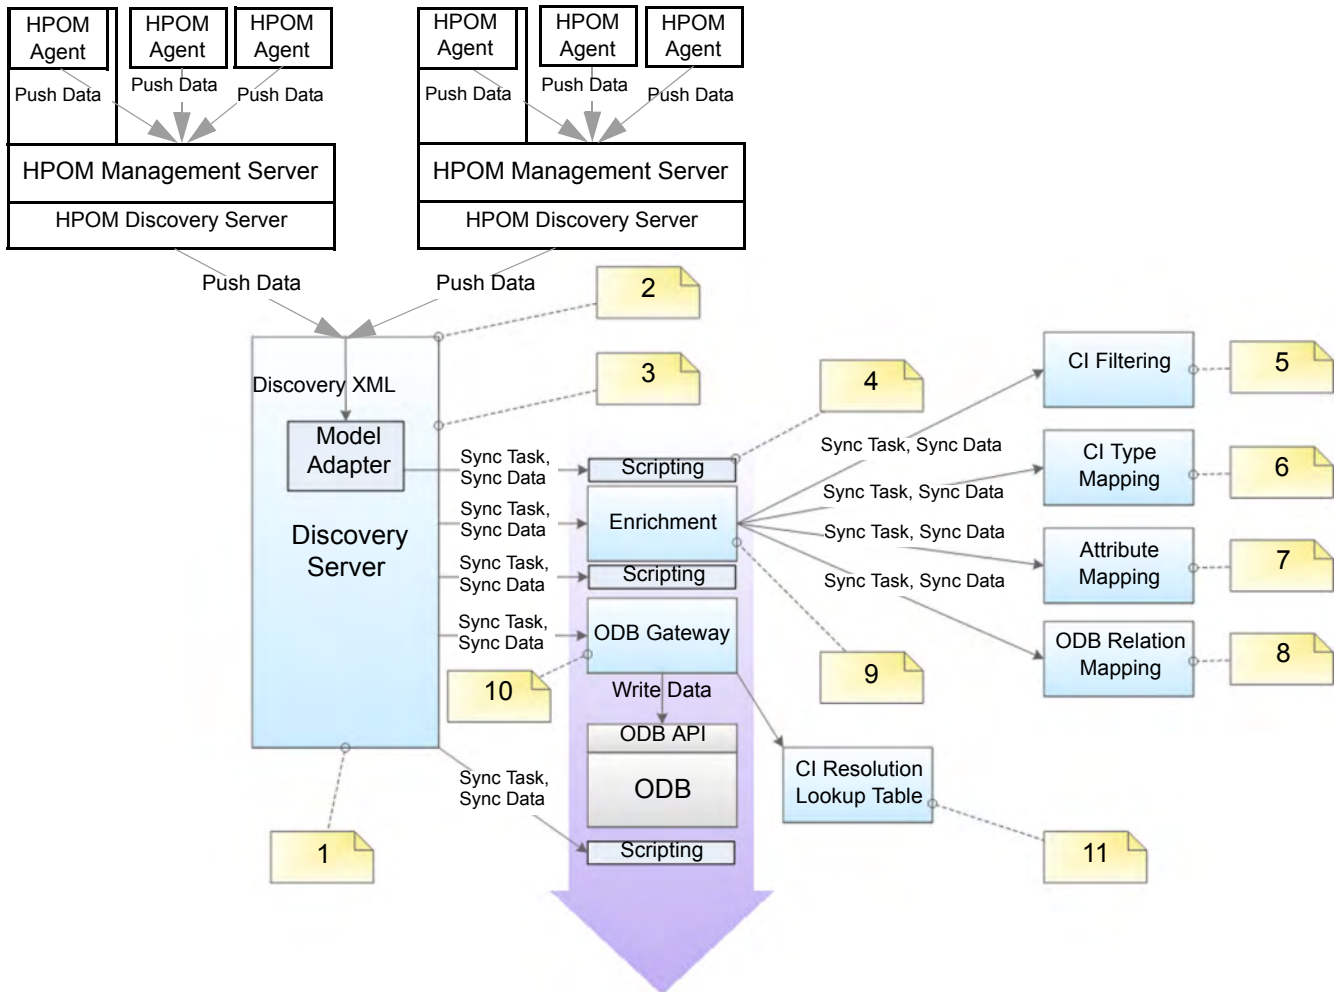 HPOM
Agent
HPOM
Agent
HPOM
Agent
HPOM
Agent
HPOM
Agent
HPOM
Agent
Push Data
Push Data
Push Data
Push Data
Push Data
Push Data
HPOM Management Server
HPOM Management Server
HPOM Discovery Server
HPOM Discovery Server
Push Data
Push Data
2
3
4
5
Discovery XML
Model
Adapter
Discovery
Server
Sync Task,
Sync Data
Sync Task,
Sync Data
Sync Task,
Sync Data
Sync Task,
Sync Data
Sync Task,
Sync Data
Scripting
Enrichment
Scripting
ODB Gateway
Write Data
ODB API
ODB
Scripting
Sync Task, Sync Data
Sync Task, Sync Data
Sync Task, Sync Data
Sync Task, Sync Data
CI Filtering
CI Type
Mapping
6
Attribute
Mapping
7
ODB Relation
Mapping
8
9
10
CI Resolution
Lookup Table
1
11